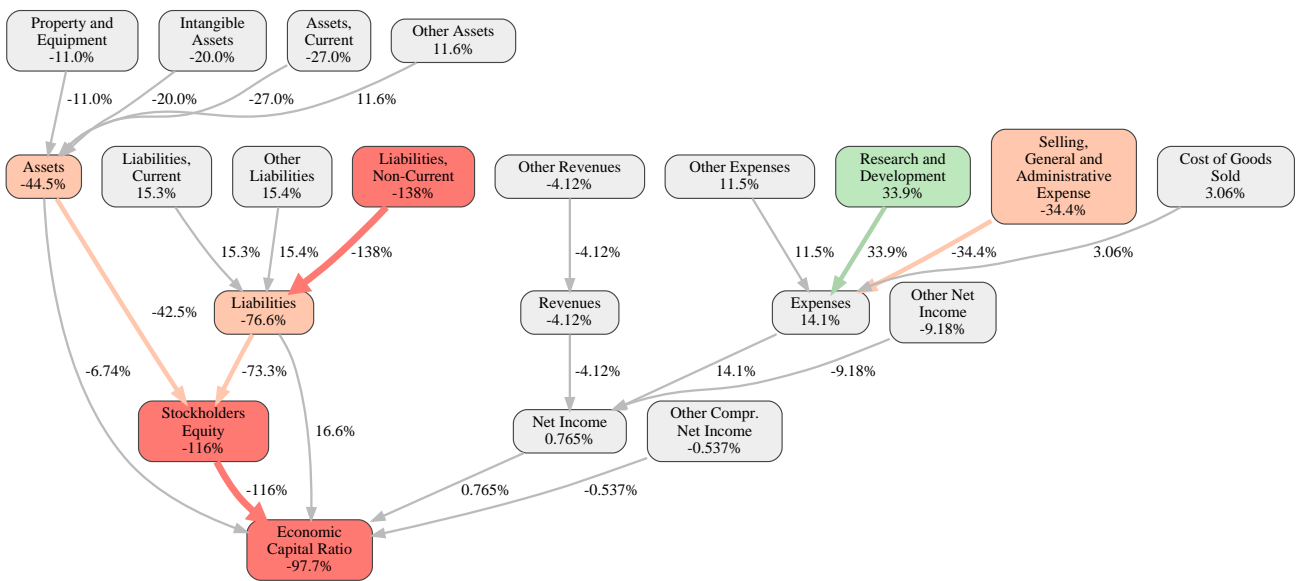 Property and
Equipment
-11.0%
Intangible
Assets
-20.0%
Assets,
Current
-27.0%
Other Assets
11.6%
-11.0%
-20.0%
-27.0%
11.6%
Assets
-44.5%
Liabilities,
Current
15.3%
Other
Liabilities
15.4%
Liabilities,
Non-Current
-138%
Other Revenues
-4.12%
Other Expenses
11.5%
Research and
Development
33.9%
Selling,
General and
Administrative
Expense
-34.4%
Cost of Goods
Sold
3.06%
15.3%
15.4%
-138%
-4.12%
11.5%
33.9%
-34.4%
3.06%
-42.5%
Liabilities
-76.6%
Revenues
-4.12%
Expenses
14.1%
Other Net
Income
-9.18%
-6.74%
-73.3%
-4.12%
14.1%
-9.18%
Stockholders
Equity
-116%
16.6%
Net Income
0.765%
Other Compr.
Net Income
-0.537%
-116%
0.765%
-0.537%
Economic
Capital Ratio
-97.7%